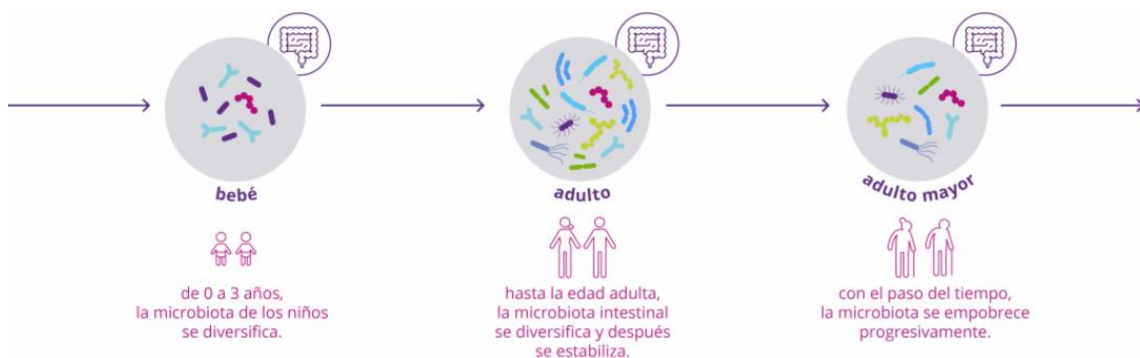 bebé
de 0 a 3 años,
la microbiota de los niños
se diversifica.
adulto
hasta la edad adulta,
la microbiota intestinal
se diversifica y después
se estabiliza.
adulto mayor
con el paso del tiempo,
la microbiota se empobrece
progresivamente.